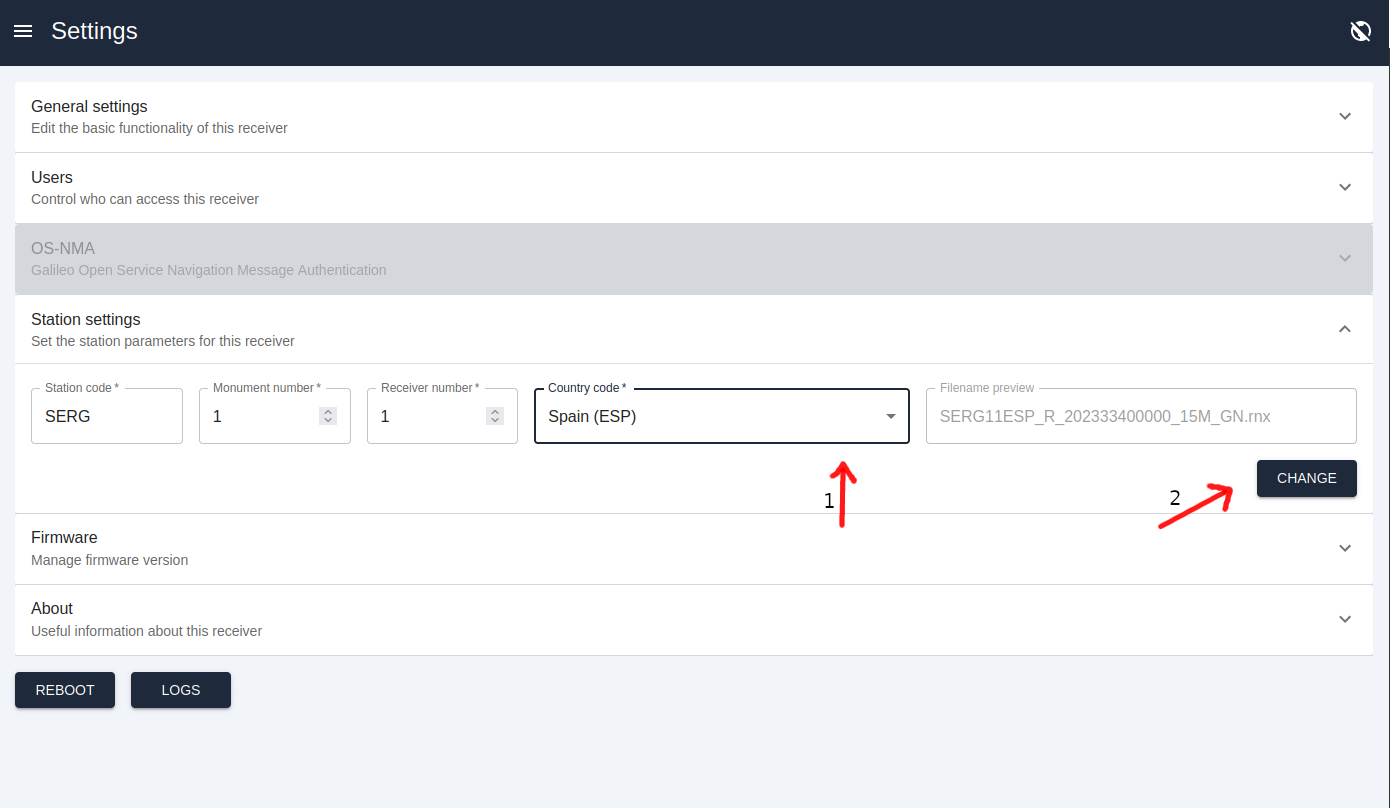 Settings
General settings
Edit the basic functionality of this receiver
Users
Control who can access this receiver
OS-NMA
Galileo Open Service Navigation Message Authentication
Station settings
Set the station parameters for this receiver
Station code * Monument number * Receiver number * Country code * Filename preview
SERG 1 1 Spain (ESP) SERG11ESP_R_202333400000_15M_GN.rnx
CHANGE
1 2
Firmware
Manage firmware version
About
Useful information about this receiver
REBOOT LOGS